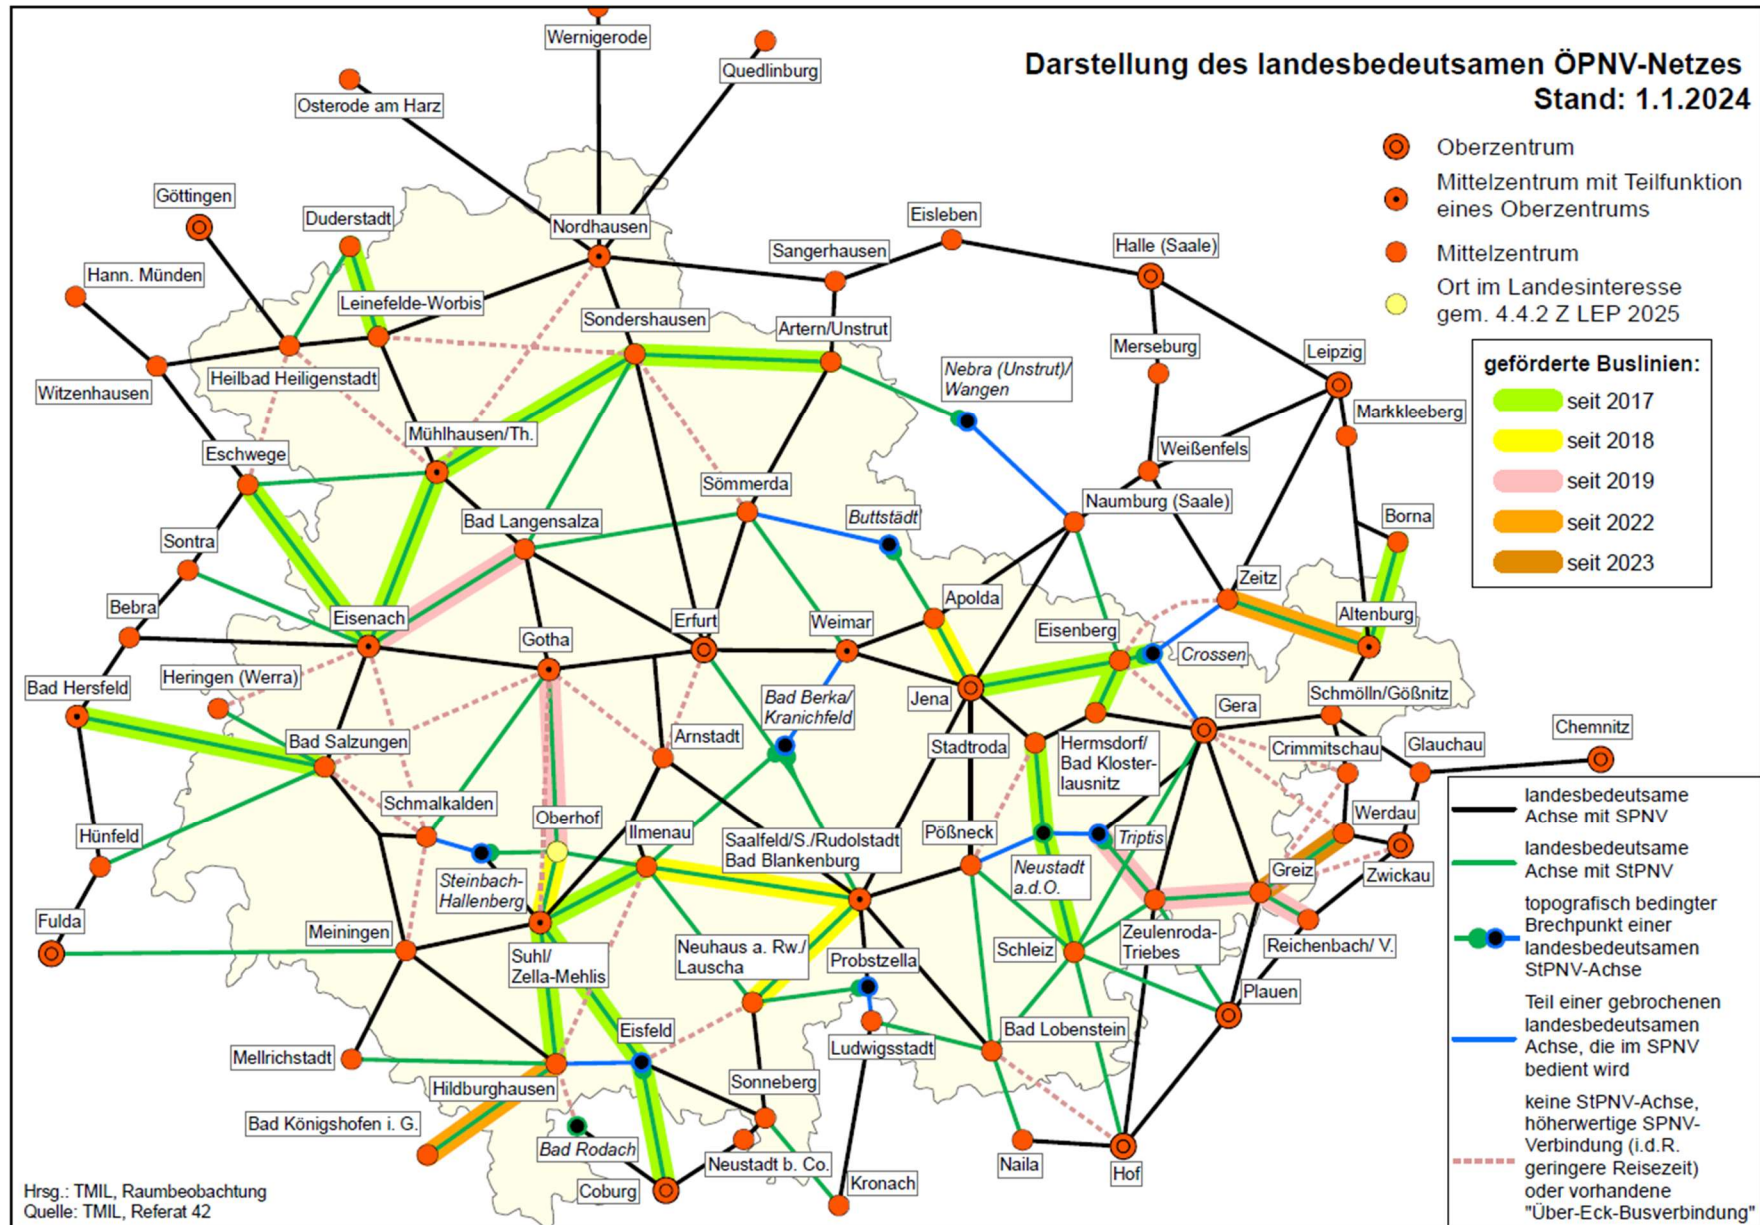 Darstellung des landesbedeutsamen ÖPNV-Netzes
Stand: 1.1.2024
Oberzentrum
Mittelzentrum mit Teilfunktion
eines Oberzentrums
Mittelzentrum
Ort im Landesinteresse
gem. 4.4.2 Z LEP 2025
geförderte Buslinien:
seit 2017
seit 2018
seit 2019
seit 2022
seit 2023
Wernigerode
Quedlinburg
Osterode am Harz
Göttingen
Duderstadt
Nordhausen
Eisleben
Sangerhausen
Halle (Saale)
Hann. Münden
Leinefelde-Worbis
Sondershausen
Artern/Unstrut
Merseburg
Leipzig
Witzenhausen
Heilbad Heiligenstadt
Nebra (Unstrut)/
Wangen
Markkleeberg
Eschwege
Mühlhausen/Th.
Weißenfels
Sömmerda
Naumburg (Saale)
Buttstädt
Borna
Bad Langensalza
Sontra
Zeitz
Bebra
Eisenach
Gotha
Erfurt
Weimar
Apolda
Eisenberg
Altenburg
Crossen
Heringen (Werra)
Bad Hersfeld
Bad Berka/
Kranichfeld
Jena
Gera
Schmölln/Gößnitz
Bad Salzungen
Arnstadt
Stadtroda
Hermsdorf/
Bad Kloster-
lausnitz
Crimmitschau
Glauchau
Chemnitz
Schmalkalden
Oberhof
Ilmenau
Saalfeld/S./Rudolstadt
Bad Blankenburg
Pößneck
Triptis
Werdau
Hünfeld
Steinbach-
Hallenberg
Neustadt
a.d.O.
Greiz
Zwickau
Fulda
Meiningen
Suhl/
Zella-Mehlis
Neuhaus a. Rw./
Lauscha
Probstzella
Schleiz
Zeulenroda-
Triebes
Reichenbach/ V.
Plauen
Eisfeld
Bad Lobenstein
Mellrichstadt
Ludwigsstadt
Hildburghausen
Sonneberg
Bad Königshofen i. G.
Bad Rodach
Neustadt b. Co.
Coburg
Kronach
Naila
Hof
landesbedeutsame
Achse mit SPNV
landesbedeutsame
Achse mit StPNV
topografisch bedingter
Brechpunkt einer
landesbedeutsamen
StPNV-Achse
Teil einer gebrochenen
landesbedeutsamen
Achse, die im SPNV
bedient wird
keine StPNV-Achse,
höherwertige SPNV-
Verbindung (i.d.R.
geringere Reisezeit)
oder vorhandene
"Über-Eck-Busverbindung"
Hrsg.: TMIL, Raumbeobachtung
Quelle: TMIL, Referat 42